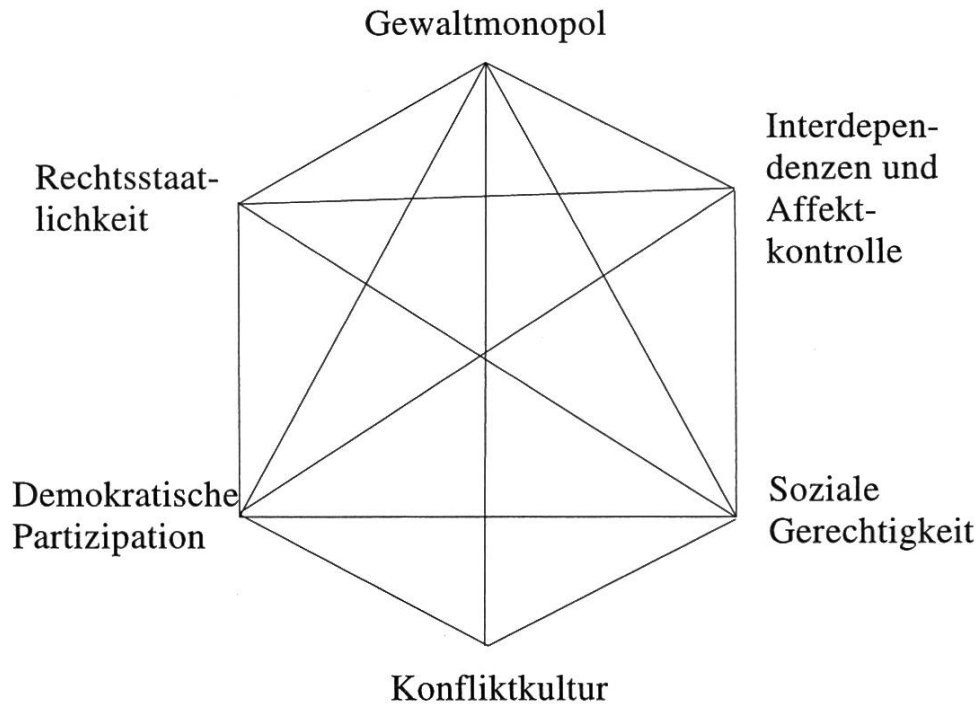 Gewaltmonopol
Rechtsstaat-
lichkeit
Interdepen-
denzen und
Affekt-
kontrolle
Demokratische
Partizipation
Soziale
Gerechtigkeit
Konfliktkultur